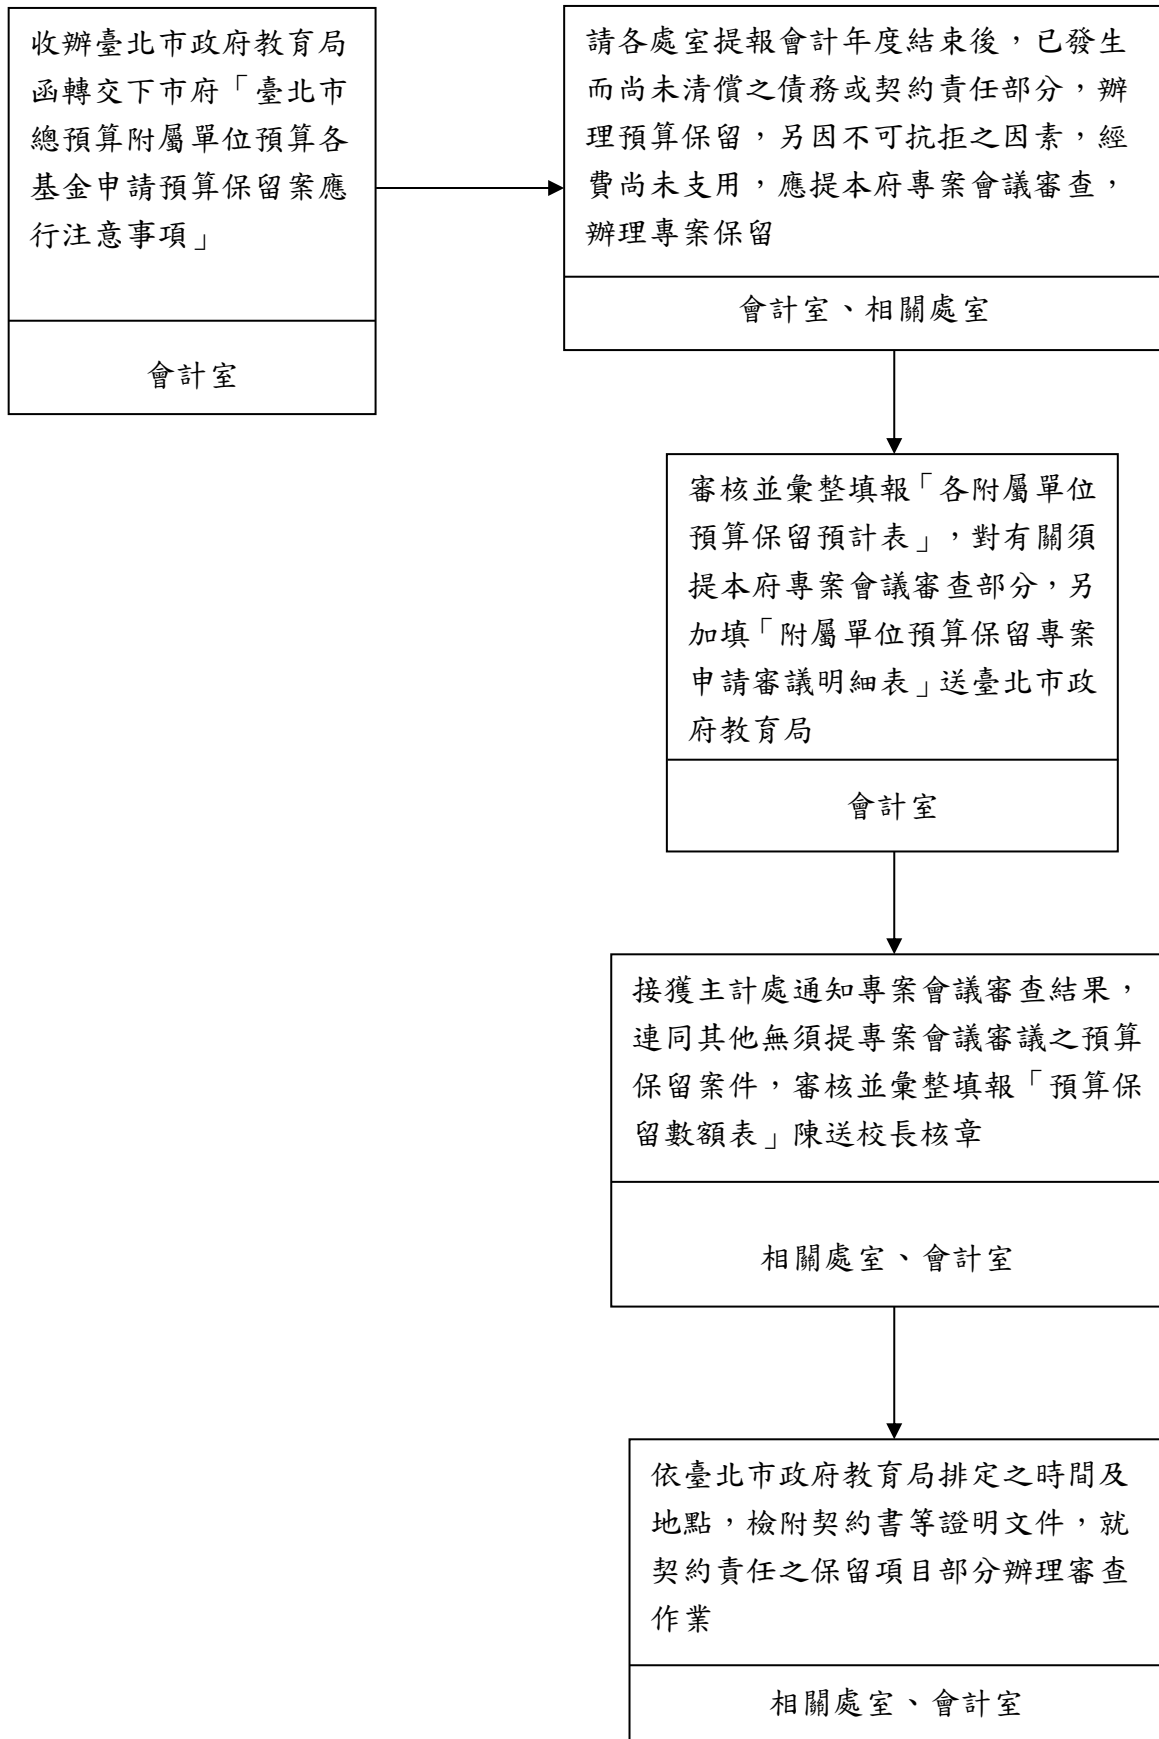 收辦臺北市政府教育局
函轉交下市府「臺北市
總預算附屬單位預算各
基金申請預算保留案應
行注意事項」
會計室
請各處室提報會計年度結束後，已發生
而尚未清償之債務或契約責任部分，辦
理預算保留，另因不可抗拒之因素，經
費尚未支用，應提本府專案會議審查，
辦理專案保留
會計室、相關處室
審核並彙整填報「各附屬單位
預算保留預計表」，對有關須
提本府專案會議審查部分，另
加填「附屬單位預算保留專案
申請審議明細表」送臺北市政
府教育局
會計室
接獲主計處通知專案會議審查結果，
連同其他無須提專案會議審議之預算
保留案件，審核並彙整填報「預算保
留數額表」陳送校長核章
相關處室、會計室
依臺北市政府教育局排定之時間及
地點，檢附契約書等證明文件，就
契約責任之保留項目部分辦理審查
作業
相關處室、會計室